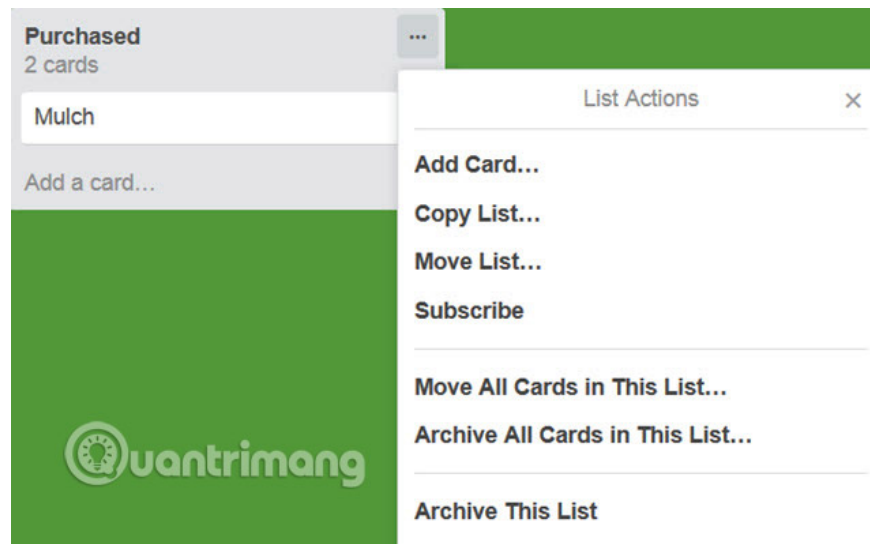 Purchased
2 cards
Mulch
Add a card...
List Actions
Add Card...
Copy List...
Move List...
Subscribe
Move All Cards in This List...
Archive All Cards in This List...
Archive This List
Quantrimang